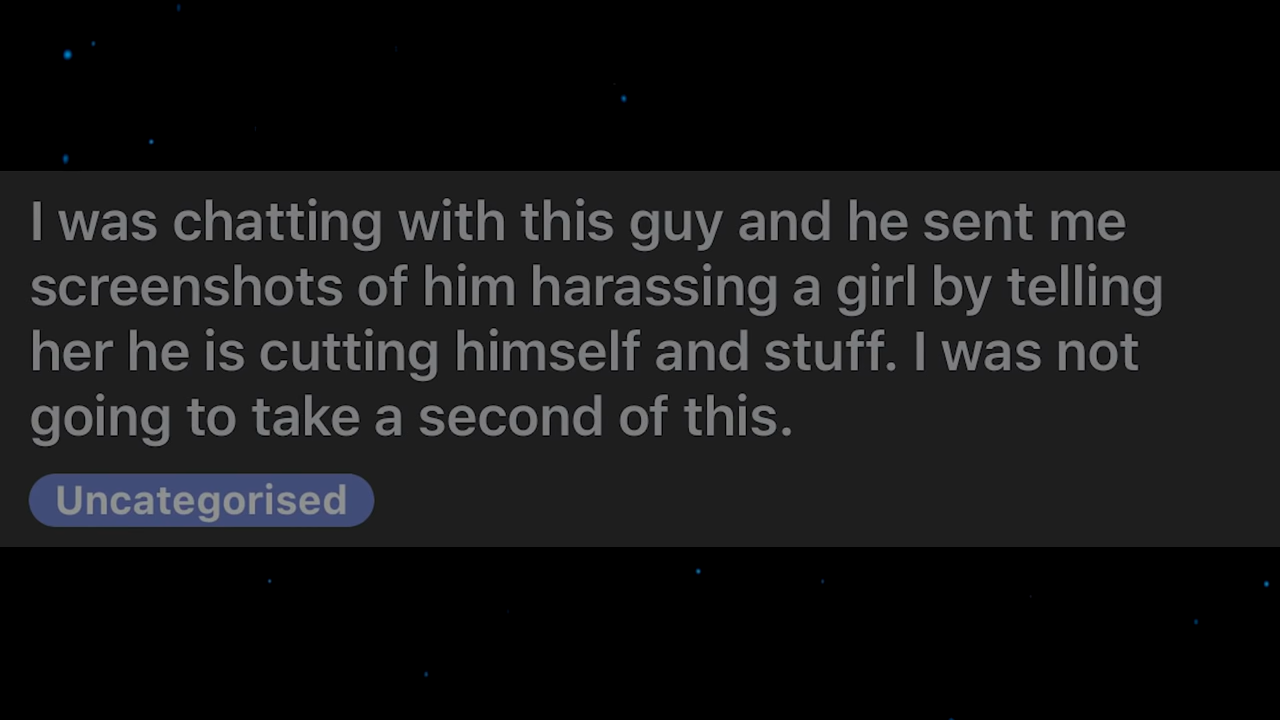 I was chatting with this guy and he sent me
screenshots of him harassing a girl by telling
her he is cutting himself and stuff. I was not
going to take a second of this.
Uncategorised